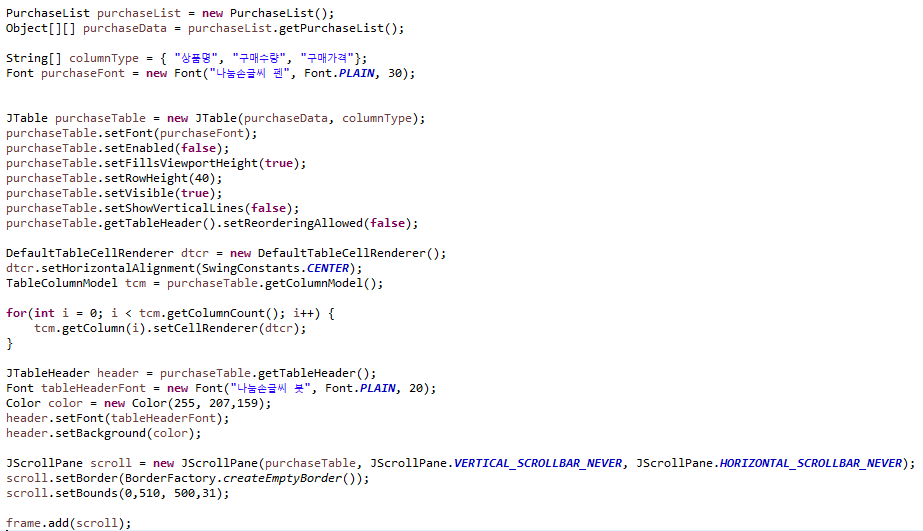 PurchaseList purchaseList = new PurchaseList();
Object[][] purchaseData = purchaseList.getPurchaseList();
String[] columnType = { "상품명", "구매수량", "구매가격"};
Font purchaseFont = new Font("나눔손글씨 펜", Font.PLAIN, 30);
JTable purchaseTable = new JTable(purchaseData, columnType);
purchaseTable.setFont(purchaseFont);
purchaseTable.setEnabled(false);
purchaseTable.setFillsViewportHeight(true);
purchaseTable.setRowHeight(40);
purchaseTable.setVisible(true);
purchaseTable.setShowVerticalLines(false);
purchaseTable.getTableHeader().setReorderingAllowed(false);
DefaultTableCellRenderer dtcr = new DefaultTableCellRenderer();
dtcr.setHorizontalAlignment(SwingConstants.CENTER);
TableColumnModel tcm = purchaseTable.getColumnModel();
for(int i = 0; i < tcm.getColumnCount(); i++) {
    tcm.getColumn(i).setCellRenderer(dtcr);
}
JTableHeader header = purchaseTable.getTableHeader();
Font tableHeaderFont = new Font("나눔손글씨 붓", Font.PLAIN, 20);
Color color = new Color(255, 207,159);
header.setFont(tableHeaderFont);
header.setBackground(color);
JScrollPane scroll = new JScrollPane(purchaseTable, JScrollPane.VERTICAL_SCROLLBAR_NEVER, JScrollPane.HORIZONTAL_SCROLLBAR_NEVER);
scroll.setBorder(BorderFactory.createEmptyBorder());
scroll.setBounds(0,510, 500,31);
frame.add(scroll);